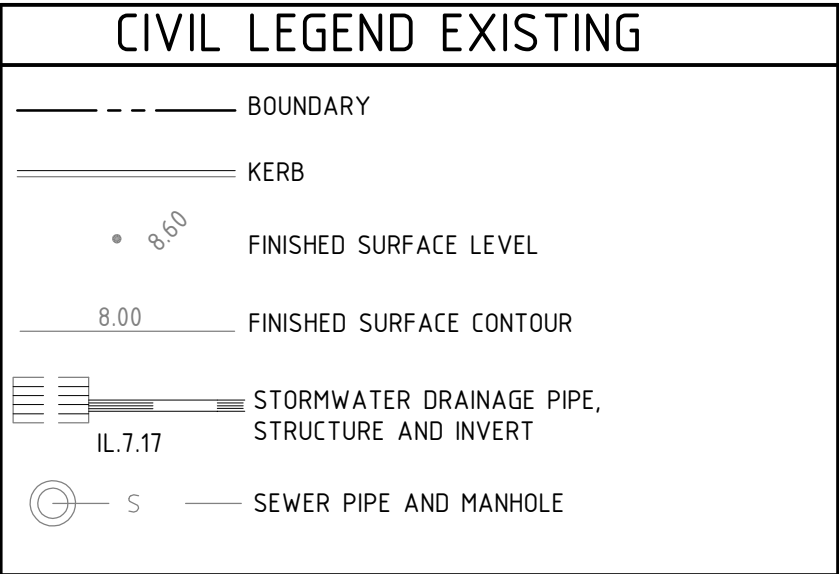 CIVIL LEGEND EXISTING
BOUNDARY
KERB
8.60
FINISHED SURFACE LEVEL
8.00
FINISHED SURFACE CONTOUR
STORMWATER DRAINAGE PIPE,
STRUCTURE AND INVERT
IL.7.17
S
SEWER PIPE AND MANHOLE